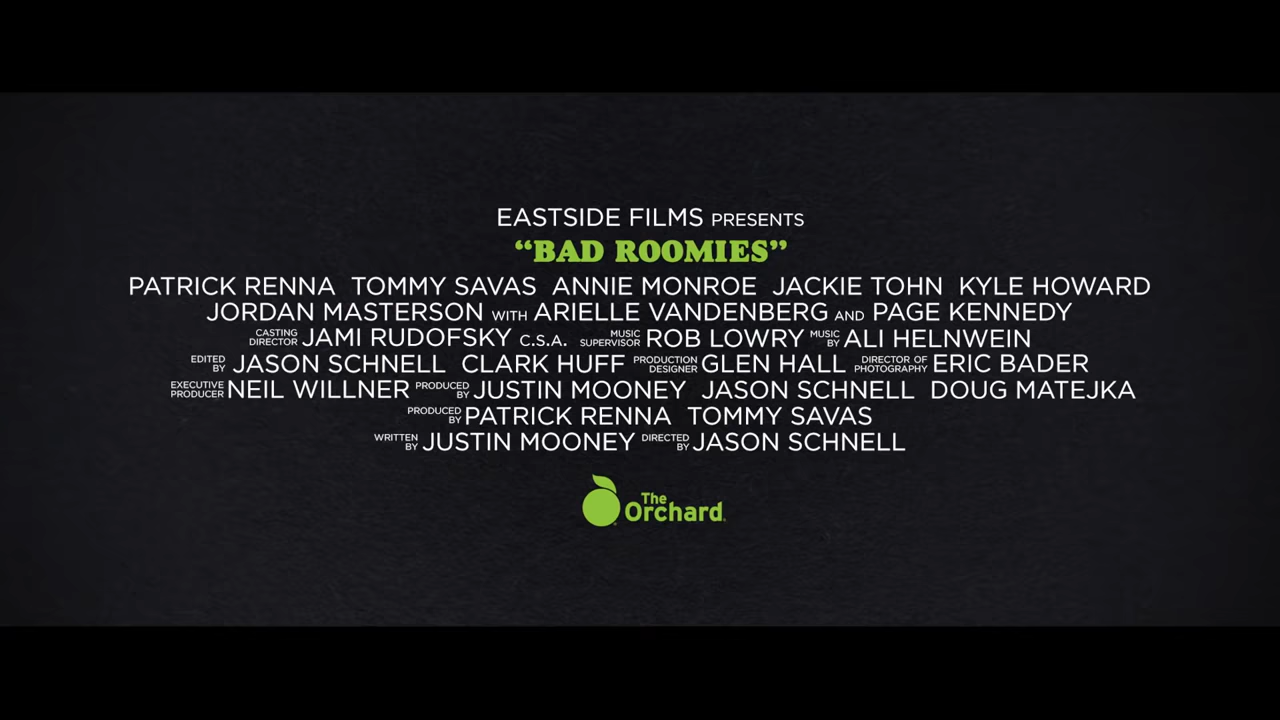 EASTSIDE FILMS PRESENTS
“BAD ROOMIES”
PATRICK RENNA TOMMY SAVAS ANNIE MONROE JACKIE TOHN KYLE HOWARD
JORDAN MASTERSON WITH ARIELLE VANDENBERG AND PAGE KENNEDY
CASTING DIRECTOR JAMI RUDOFSKY C.S.A. MUSIC SUPERVISOR ROB LOWRY MUSIC BY ALI HELNWEIN
EDITED BY JASON SCHNELL CLARK HUFF PRODUCTION DESIGNER GLEN HALL DIRECTOR OF PHOTOGRAPHY ERIC BADER
EXECUTIVE PRODUCER NEIL WILLNER PRODUCED BY JUSTIN MOONEY JASON SCHNELL DOUG MATEJKA
PRODUCED BY PATRICK RENNA TOMMY SAVAS
WRITTEN BY JUSTIN MOONEY DIRECTED BY JASON SCHNELL
The
Orchard